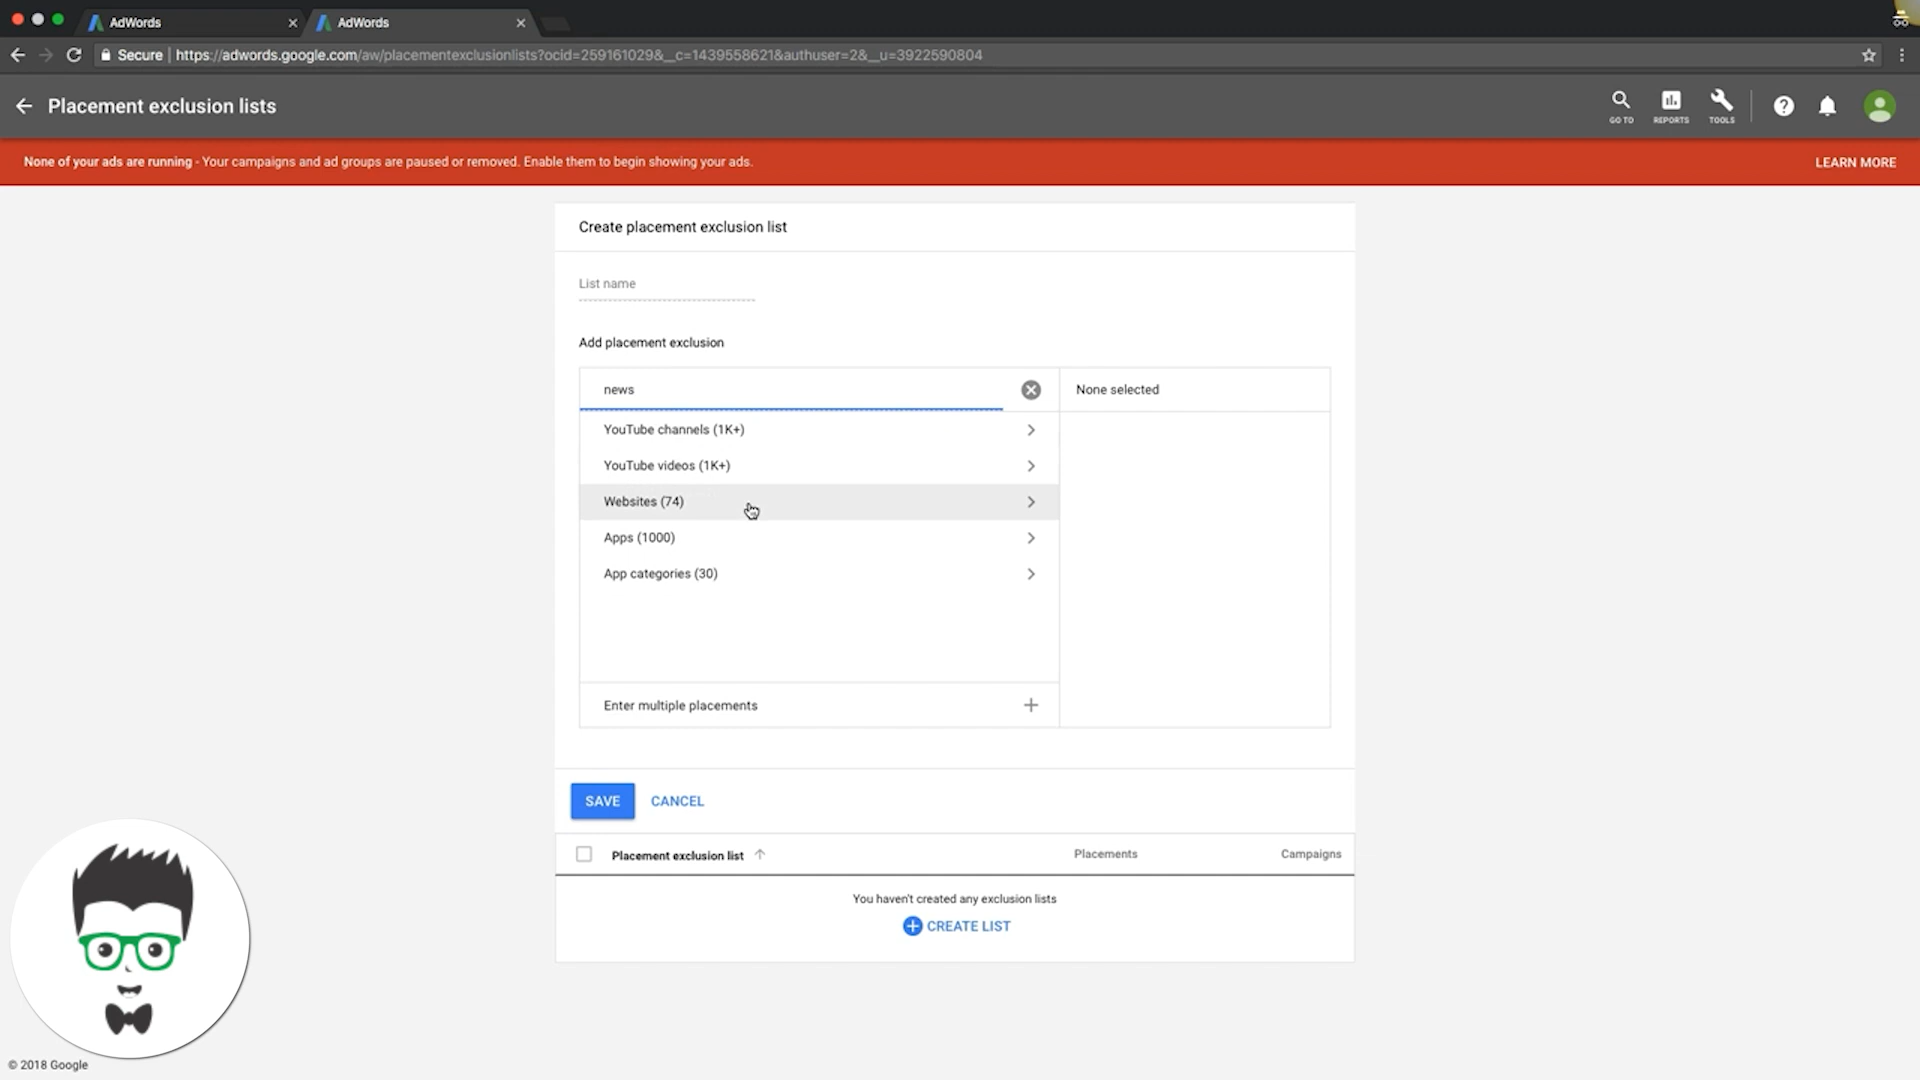 AdWords
AdWords
Secure | https://adwords.google.com/aw/placementexclusionlists?ocid=259161029&__c=1439558621&authuser=2&__u=3922590804
Placement exclusion lists
GO TO
REPORTS
TOOLS
None of your ads are running - Your campaigns and ad groups are paused or removed. Enable them to begin showing your ads.
LEARN MORE
Create placement exclusion list
List name
Add placement exclusion
news
None selected
YouTube channels (1K+)
YouTube videos (1K+)
Websites (74)
Apps (1000)
App categories (30)
Enter multiple placements
SAVE
CANCEL
Placement exclusion list
Placements
Campaigns
You haven't created any exclusion lists
CREATE LIST
© 2018 Google